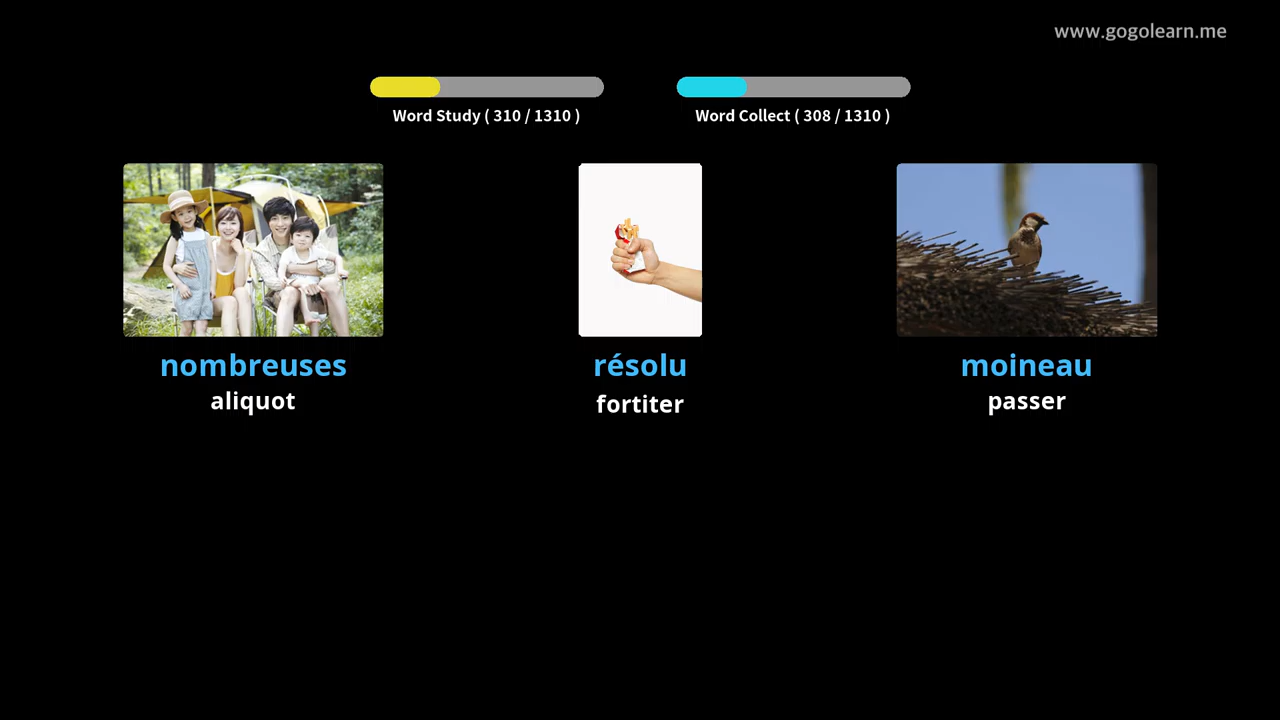 www.gogolearn.me
Word Study ( 310 / 1310 )
Word Collect ( 308 / 1310 )
nombreuses
aliquot
résolu
fortiter
moineau
passer